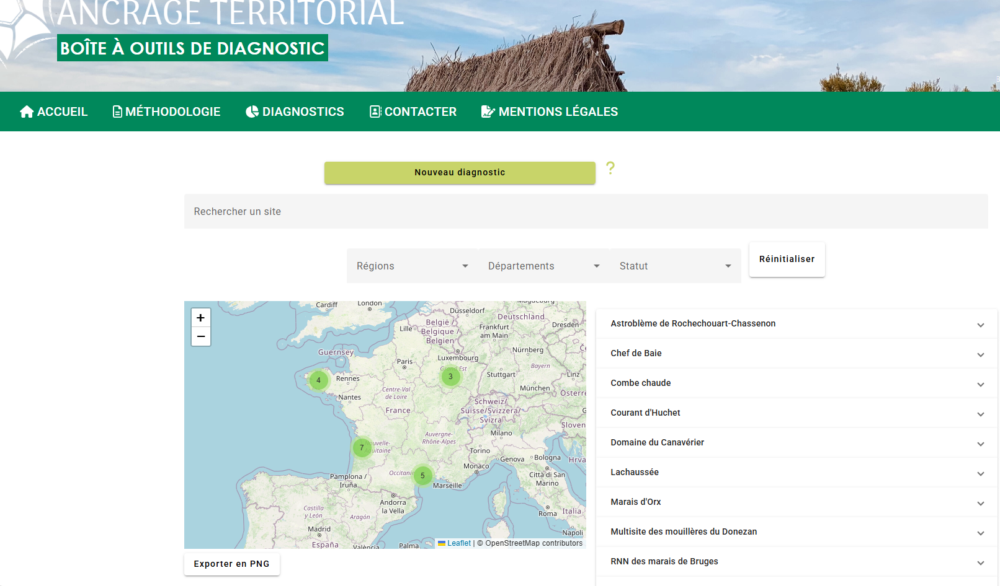 ANCRAGE TERRITORIAL
BOÎTE À OUTILS DE DIAGNOSTIC
ACCUEIL
MÉTHODOLOGIE
DIAGNOSTICS
CONTACTER
MENTIONS LÉGALES
Nouveau diagnostic
?
Rechercher un site
Régions
Départements
Statut
Réinitialiser
+
−
Cardiff
London
Magdeburg
Düsseldorf
Deutschland
Lille
België /
Belgique /
Belgien
Frankfurt
am Main
Dresden
Guernsey
Luxembourg
Nürnberg
Paris
Grand Est
Bayern
3
Stuttgart
Linz
4
Rennes
München
Centre-Val
de Loire
Österre
Nantes
Schweiz/
Suisse/Svizzera/
Svizra
France
Sloven
Milano
Auvergne-
Rhône-Alpes
7
Nouvelle-
Aquitaine
Torino
Genova
Bologna
Hrva
Monaco
Occitanie
5
Marseille
Città di San
Marino
Pamplona /
Iruña
Andorra
la Vella
Castilla
y León
Aragón
Roma
Italia
Madrid
Napoli
España
València
Palma
Leaflet | © OpenStreetMap contributors
Exporter en PNG
Astroblème de Rochechouart-Chassenon
Chef de Baie
Combe chaude
Courant d'Huchet
Domaine du Canavérier
Lachaussée
Marais d'Orx
Multisite des mouillères du Donezan
RNN des marais de Bruges